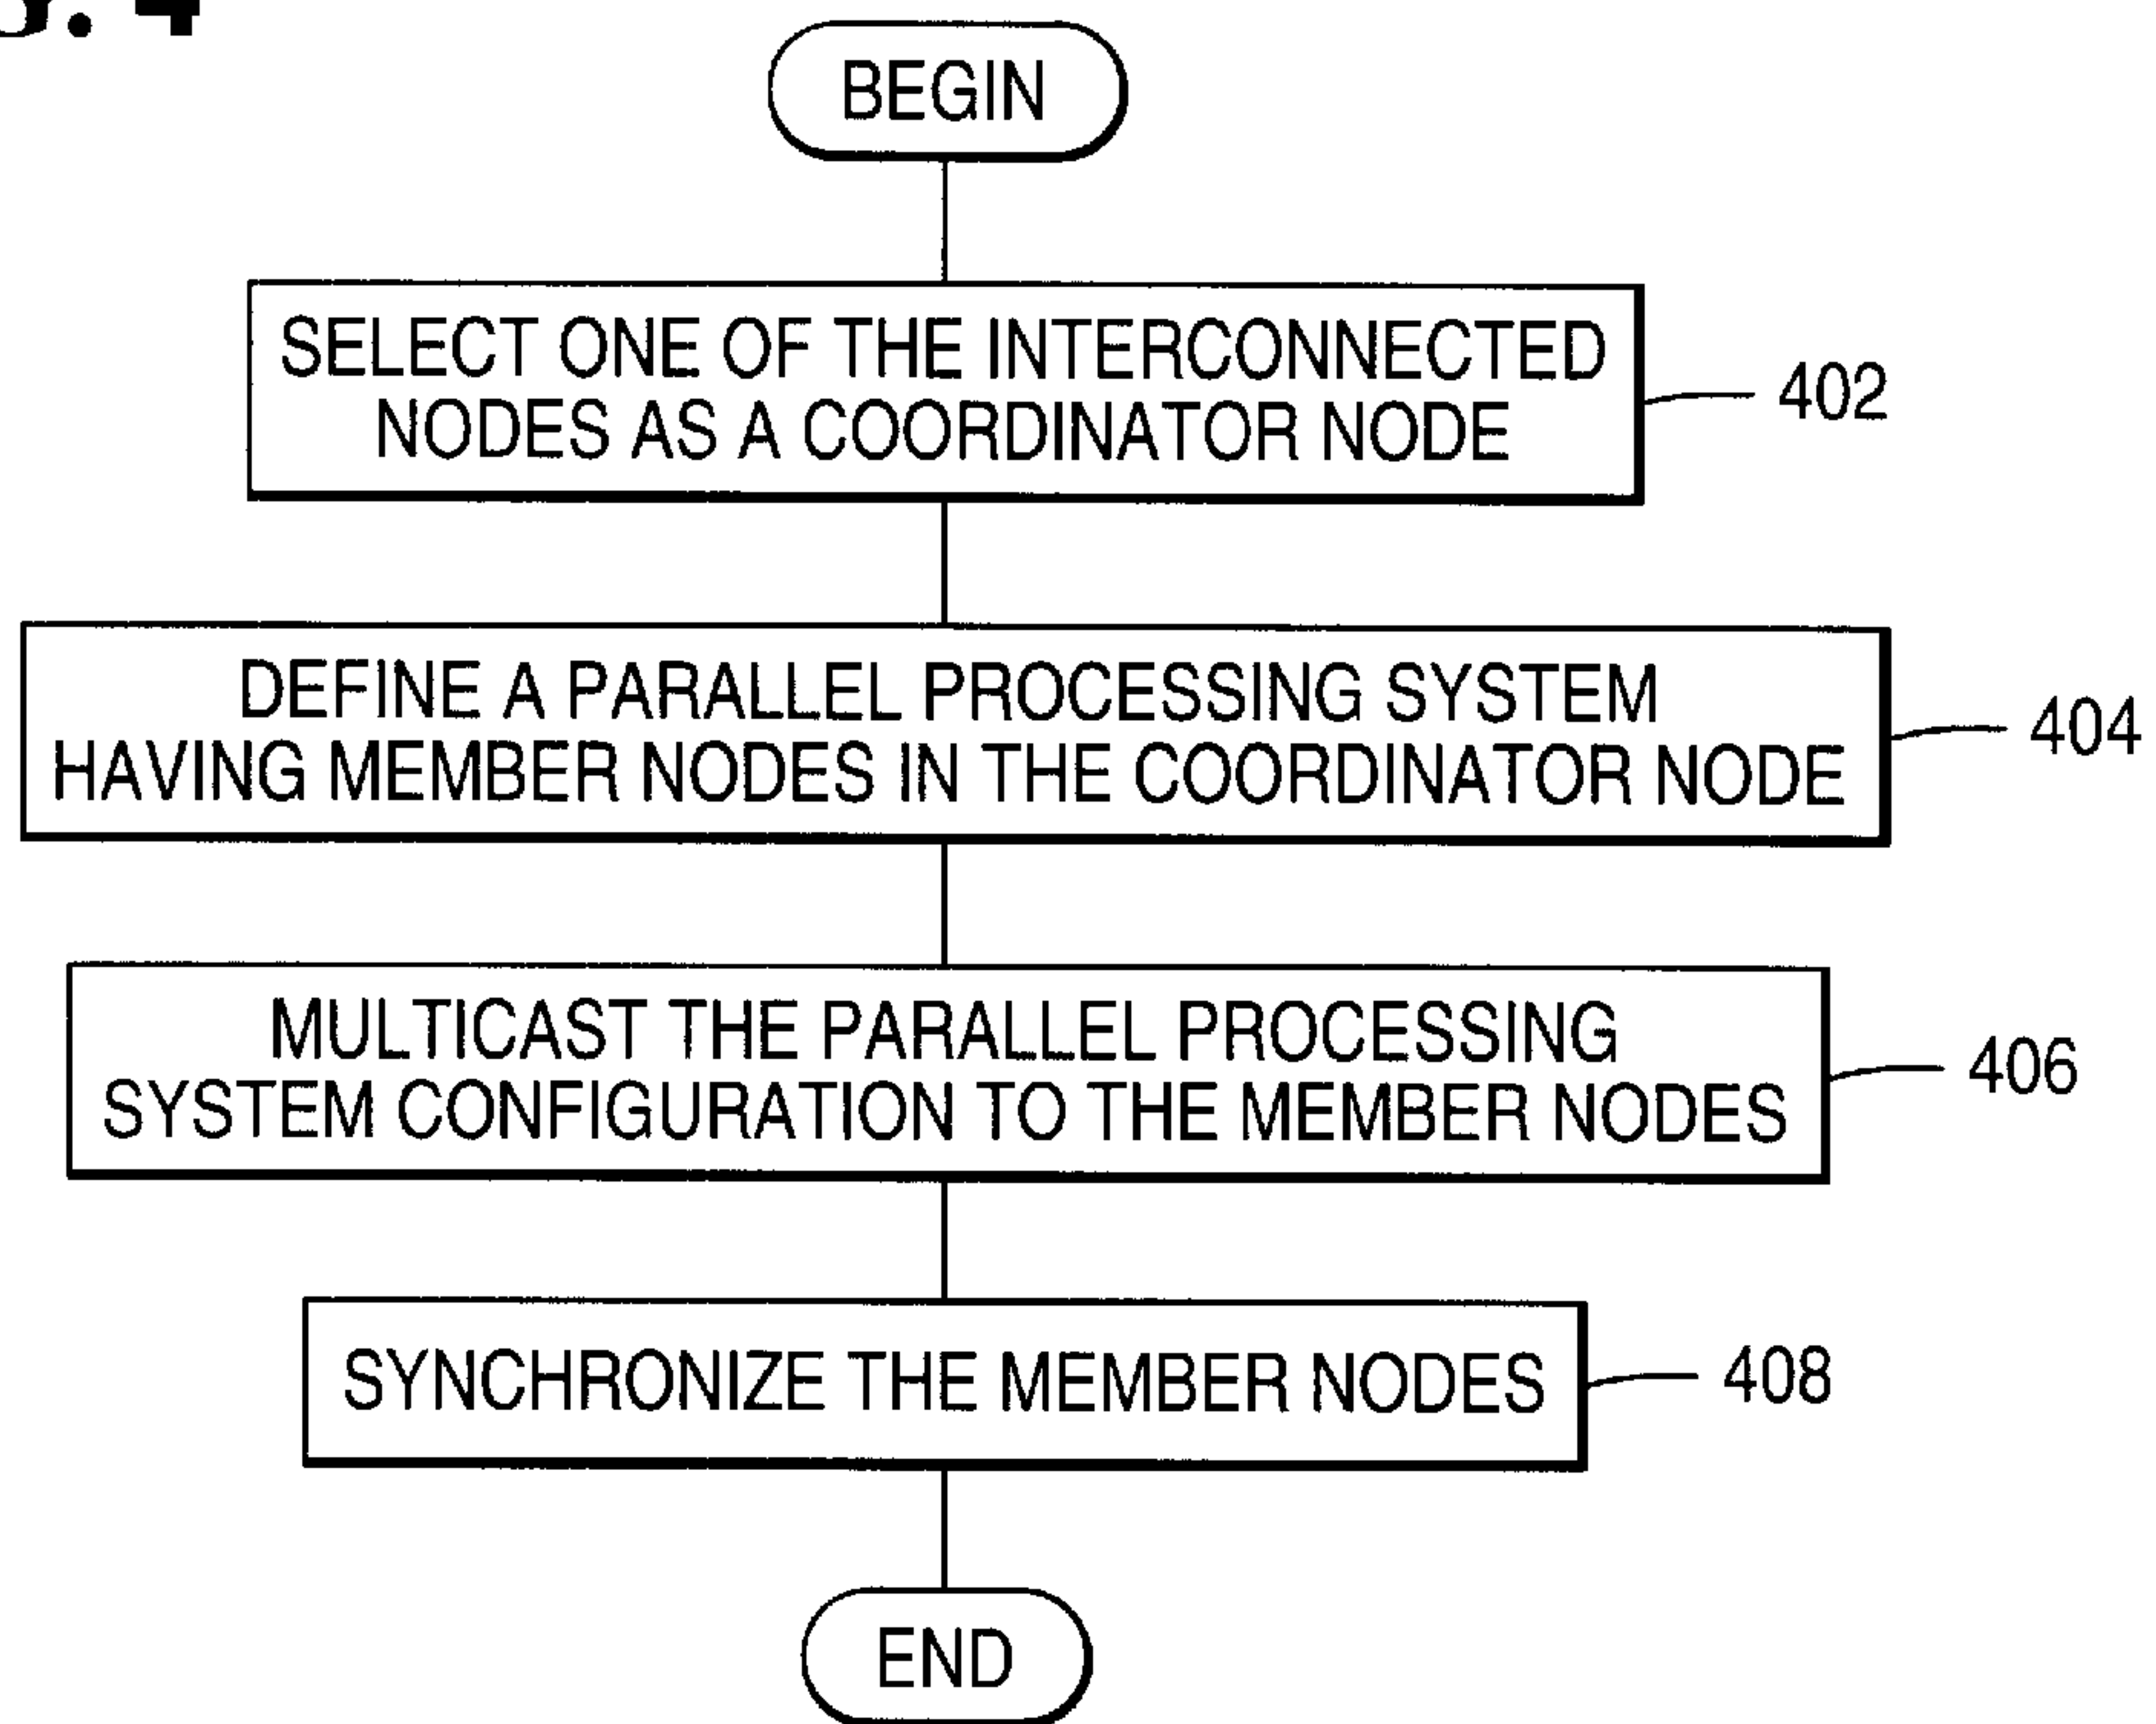 4
BEGIN
SELECT ONE OF THE INTERCONNECTED
NODES AS A COORDINATOR NODE
402
DEFINE A PARALLEL PROCESSING SYSTEM
HAVING MEMBER NODES IN THE COORDINATOR NODE
404
MULTICAST THE PARALLEL PROCESSING
SYSTEM CONFIGURATION TO THE MEMBER NODES
406
SYNCHRONIZE THE MEMBER NODES
408
END